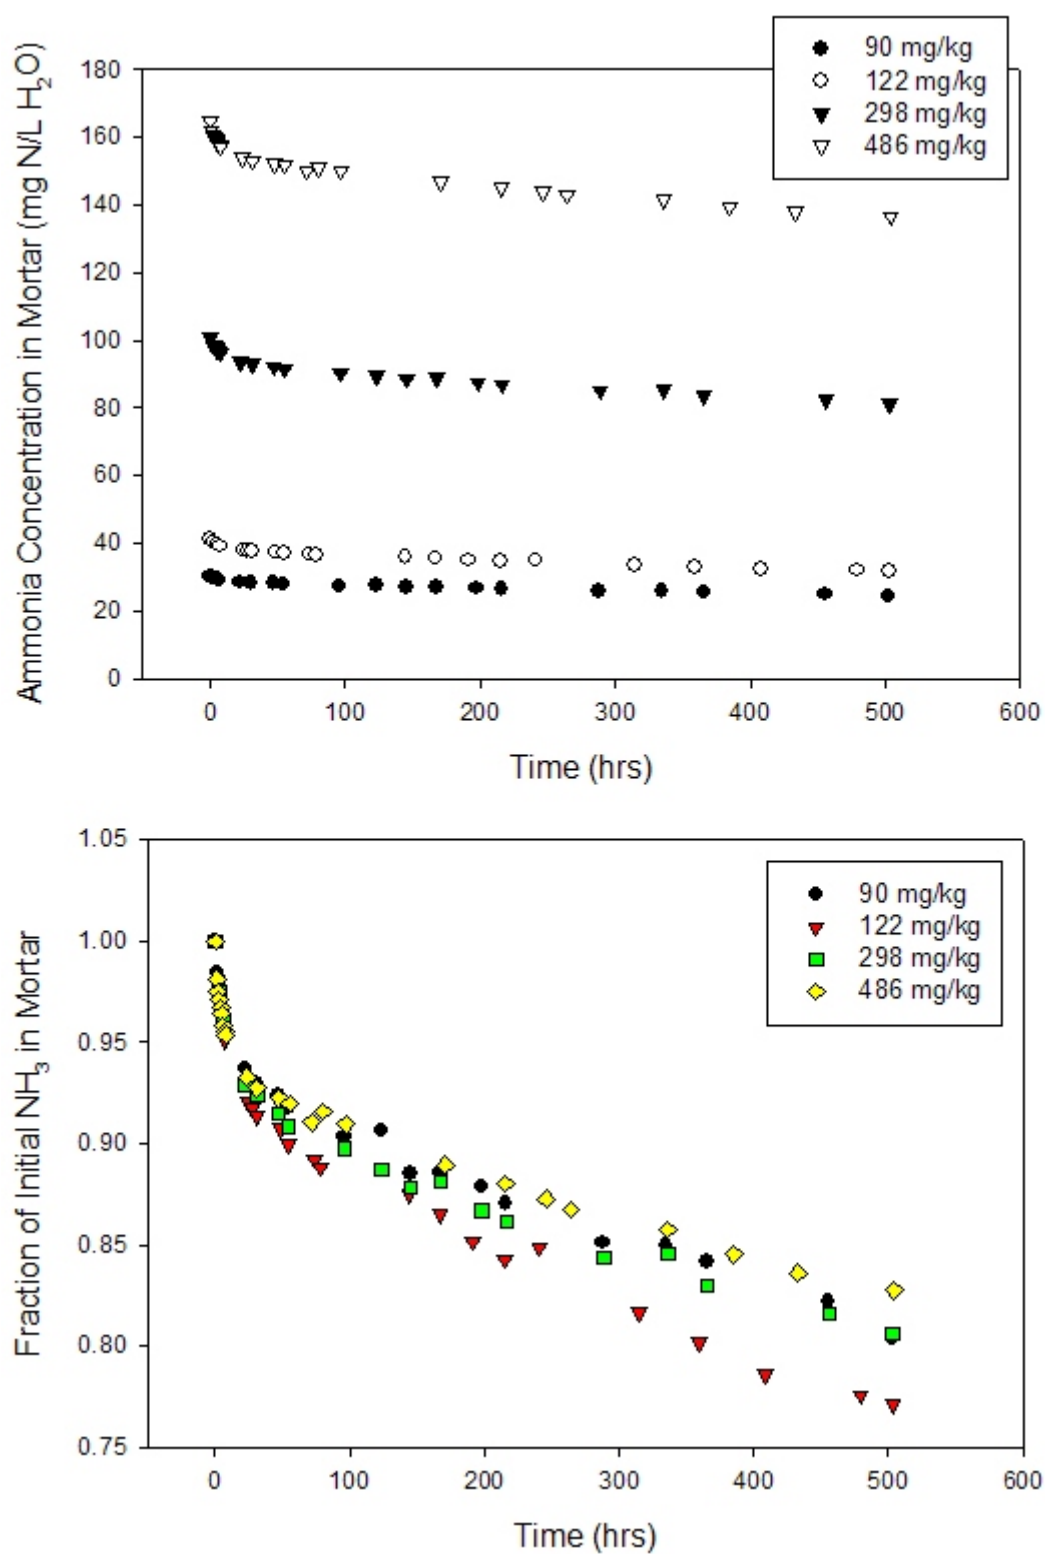 90 mg/kg
122 mg/kg
298 mg/kg
486 mg/kg
Ammonia Concentration in Mortar (mg N/L H₂O)
180
160
140
120
100
80
60
40
20
0
0 100 200 300 400 500 600
Time (hrs)
90 mg/kg
122 mg/kg
298 mg/kg
486 mg/kg
Fraction of Initial NH₃ in Mortar
1.05
1.00
0.95
0.90
0.85
0.80
0.75
0 100 200 300 400 500 600
Time (hrs)